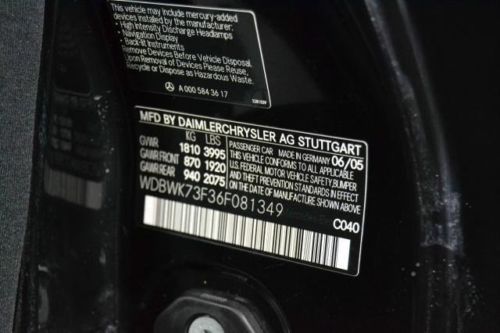 This vehicle may include mercury-added
devices installed by the manufacturer:
• High Intensity Discharge Headlamps
• Navigation Display
• Back-lit Instruments
Remove Devices Before Vehicle Disposal.
Upon Removal of Devices Please Reuse,
Recycle or Dispose as Hazardous Waste.
A 000 584 36 17
MFD BY DAIMLERCHRYSLER AG STUTTGART
KG LBS
GVWR 1810 3995
GAWR FRONT 870 1920
GAWR REAR 940 2075
PASSENGER CAR MADE IN GERMANY 06/05
THIS VEHICLE CONFORMS TO ALL APPLICABLE
U.S. FEDERAL MOTOR VEHICLE SAFETY,BUMPER
AND THEFT PREVENTION STANDARDS IN EFFECT
ON THE DATE OF MANUFACTURE SHOWN ABOVE.
WDBWK73F36F081349
C040